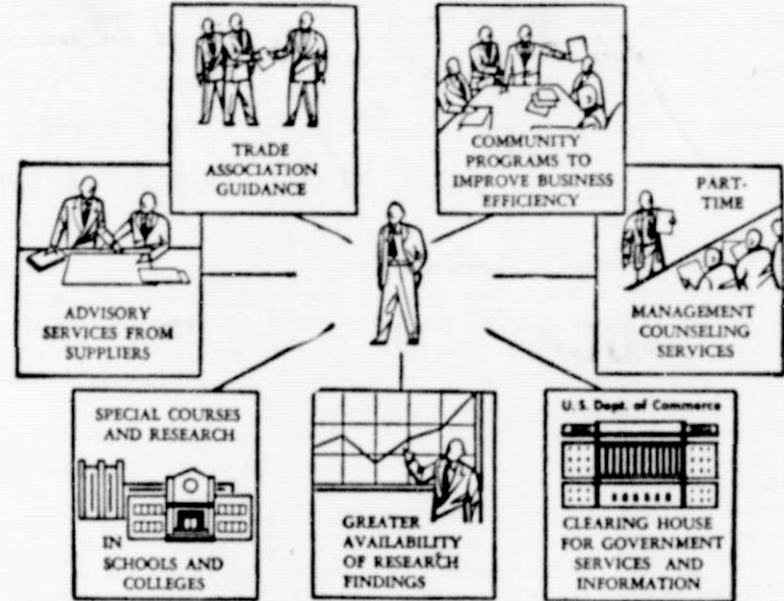 TRADE
ASSOCIATION
GUIDANCE
COMMUNITY
PROGRAMS TO
IMPROVE BUSINESS
EFFICIENCY
ADVISORY
SERVICES FROM
SUPPLIERS
PART-
TIME
MANAGEMENT
COUNSELING
SERVICES
SPECIAL COURSES
AND RESEARCH
IN
SCHOOLS AND
COLLEGES
GREATER
AVAILABILITY
OF RESEARCH
FINDINGS
U. S. Dept. of Commerce
CLEARING HOUSE
FOR GOVERNMENT
SERVICES AND
INFORMATION